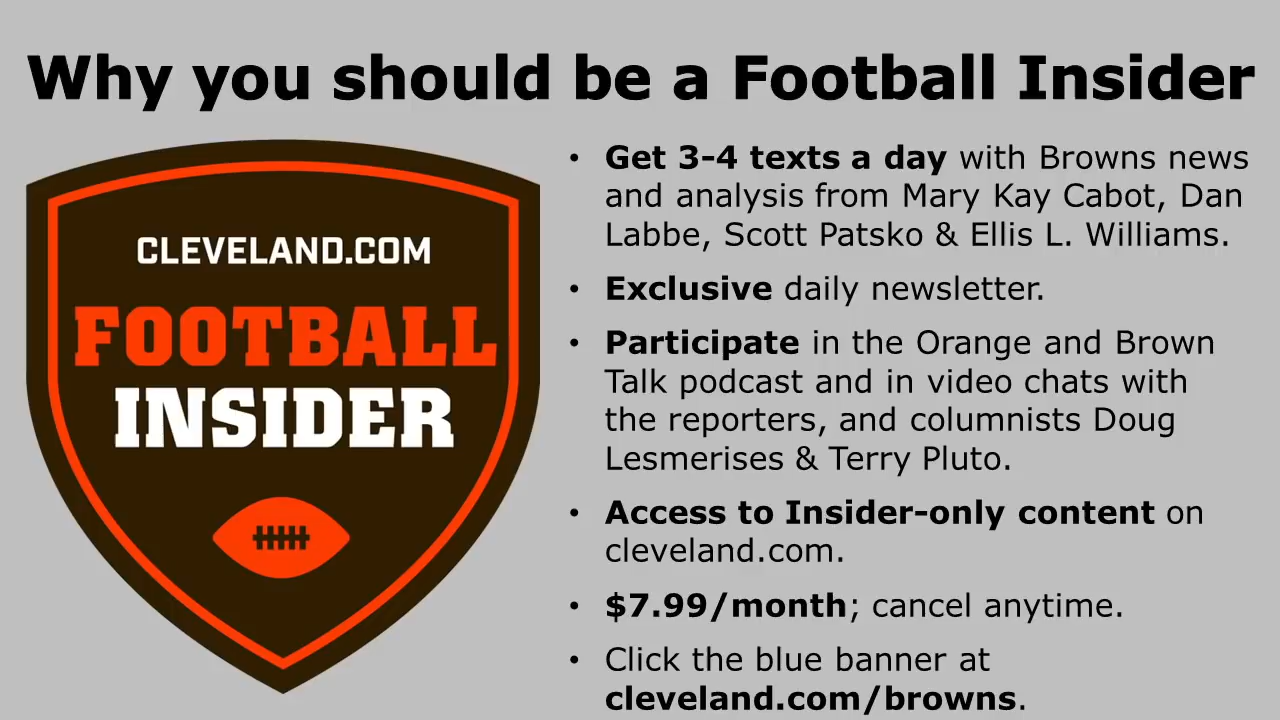 Why you should be a Football Insider
CLEVELAND.COM
FOOTBALL
INSIDER
• Get 3-4 texts a day with Browns news
and analysis from Mary Kay Cabot, Dan
Labbe, Scott Patsko & Ellis L. Williams.
• Exclusive daily newsletter.
• Participate in the Orange and Brown
Talk podcast and in video chats with
the reporters, and columnists Doug
Lesmerises & Terry Pluto.
• Access to Insider-only content on
cleveland.com.
• $7.99/month; cancel anytime.
• Click the blue banner at
cleveland.com/browns.